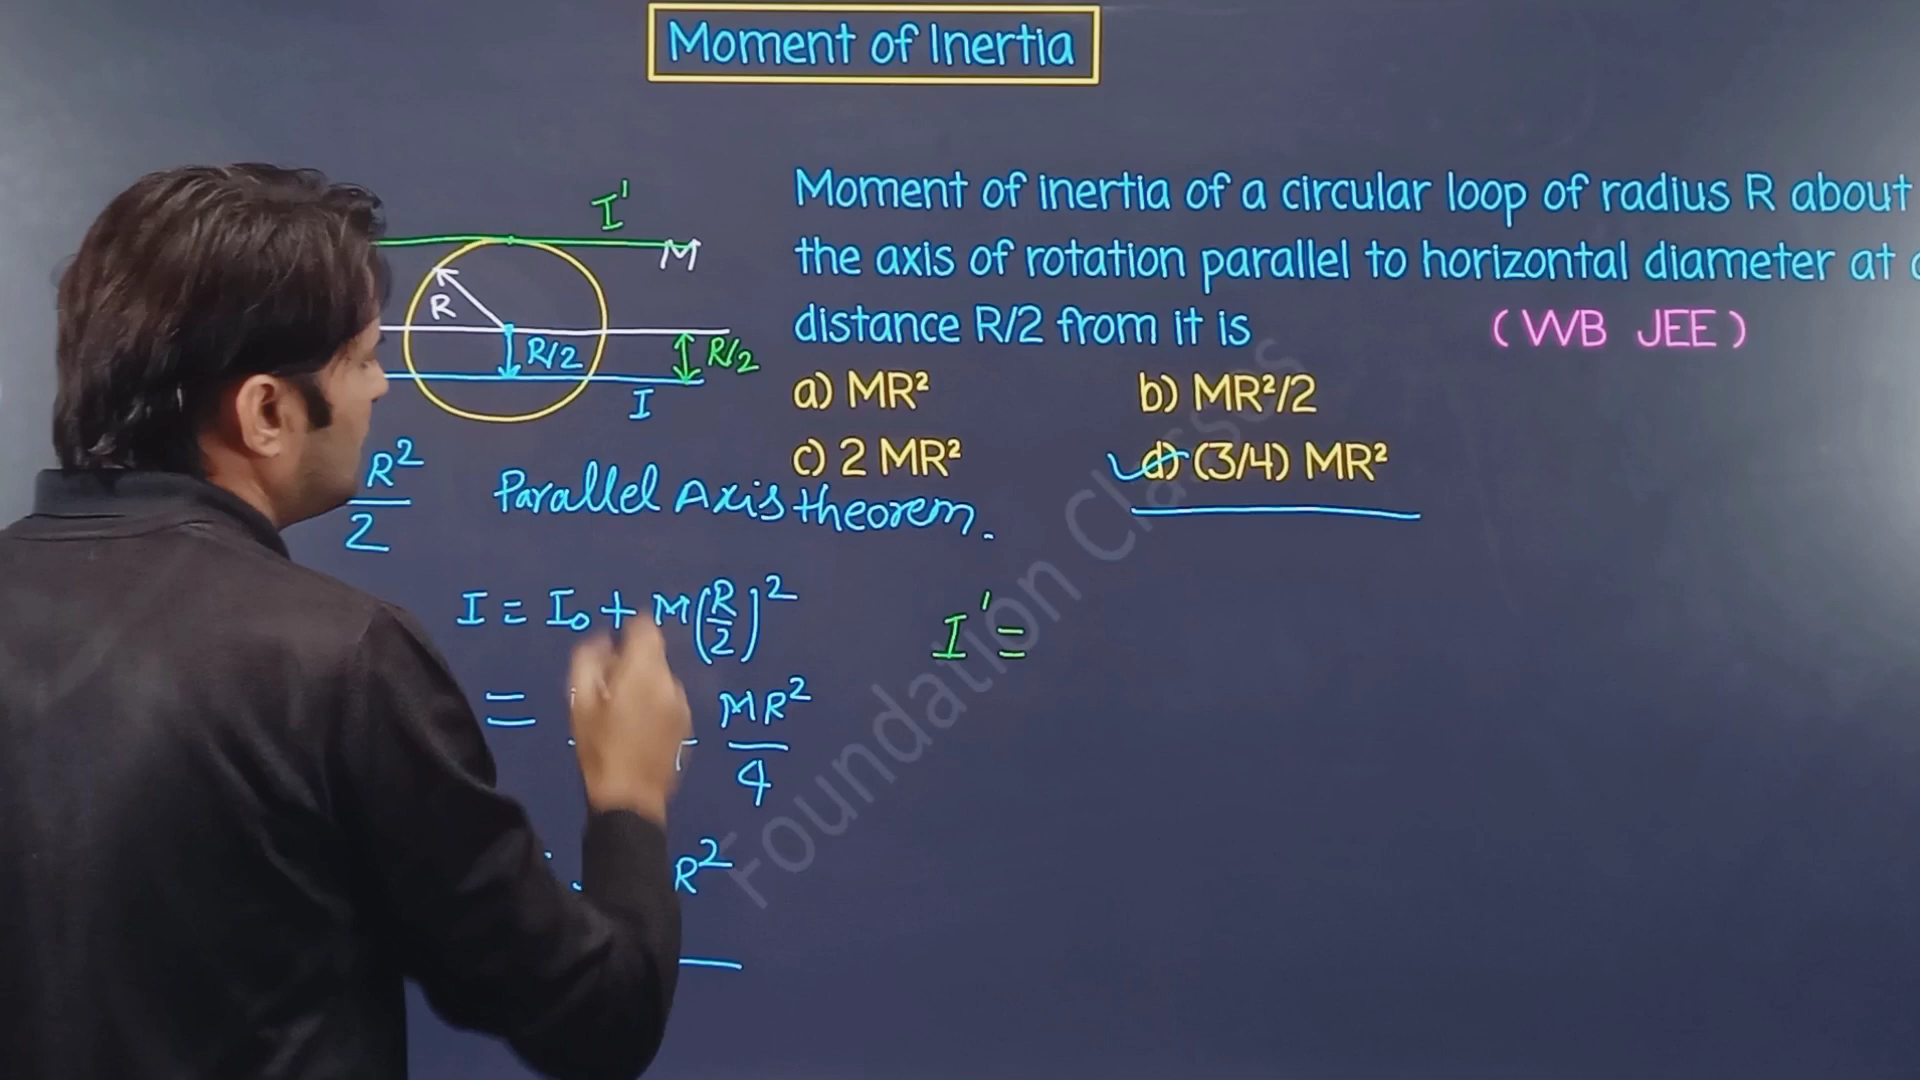 Moment of Inertia
I'
M
R
R/2
R/2
I
Moment of inertia of a circular loop of radius R about
the axis of rotation parallel to horizontal diameter at
distance R/2 from it is
(WB JEE)
a) MR²
b) MR²/2
c) 2 MR²
d) (3/4) MR²
R²/2
Parallel Axis theorem.
I = I₀ + M(R/2)²
= MR²/4
R²
I' =
Foundation Classes